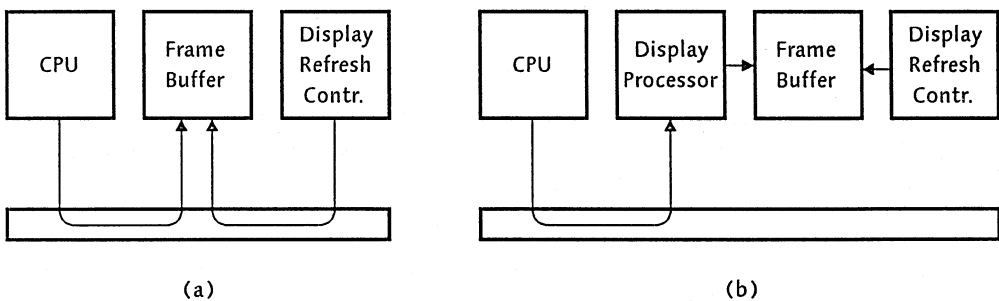 CPU
Frame
Buffer
Display
Refresh
Contr.
CPU
Display
Processor
Frame
Buffer
Display
Refresh
Contr.
(a)
(b)